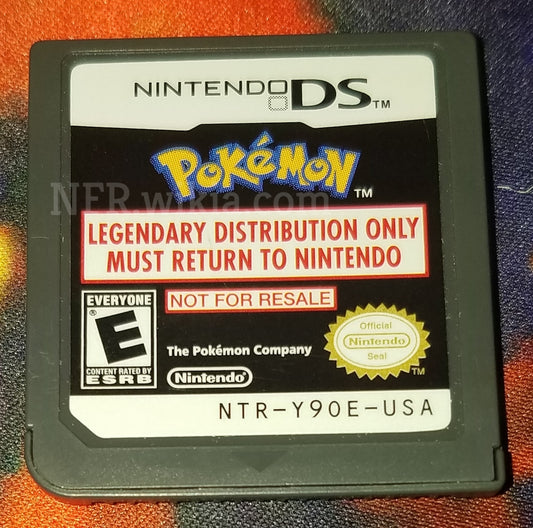 NINTENDO DS™
POKéMON™
NFR.wikia.com
LEGENDARY DISTRIBUTION ONLY
MUST RETURN TO NINTENDO
NOT FOR RESALE
EVERYONE
E
CONTENT RATED BY
ESRB
The Pokémon Company
Nintendo
Official
Nintendo
Seal
TM
NTR-Y90E-USA